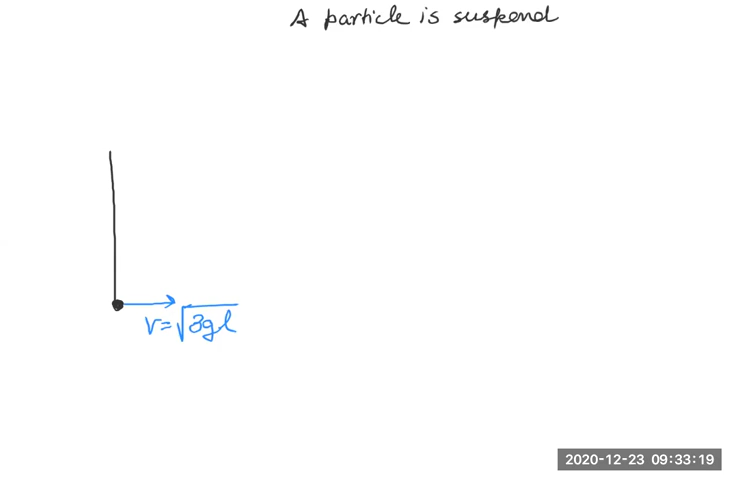 A particle is suspend
v = √3gl
2020-12-23 09:33:19